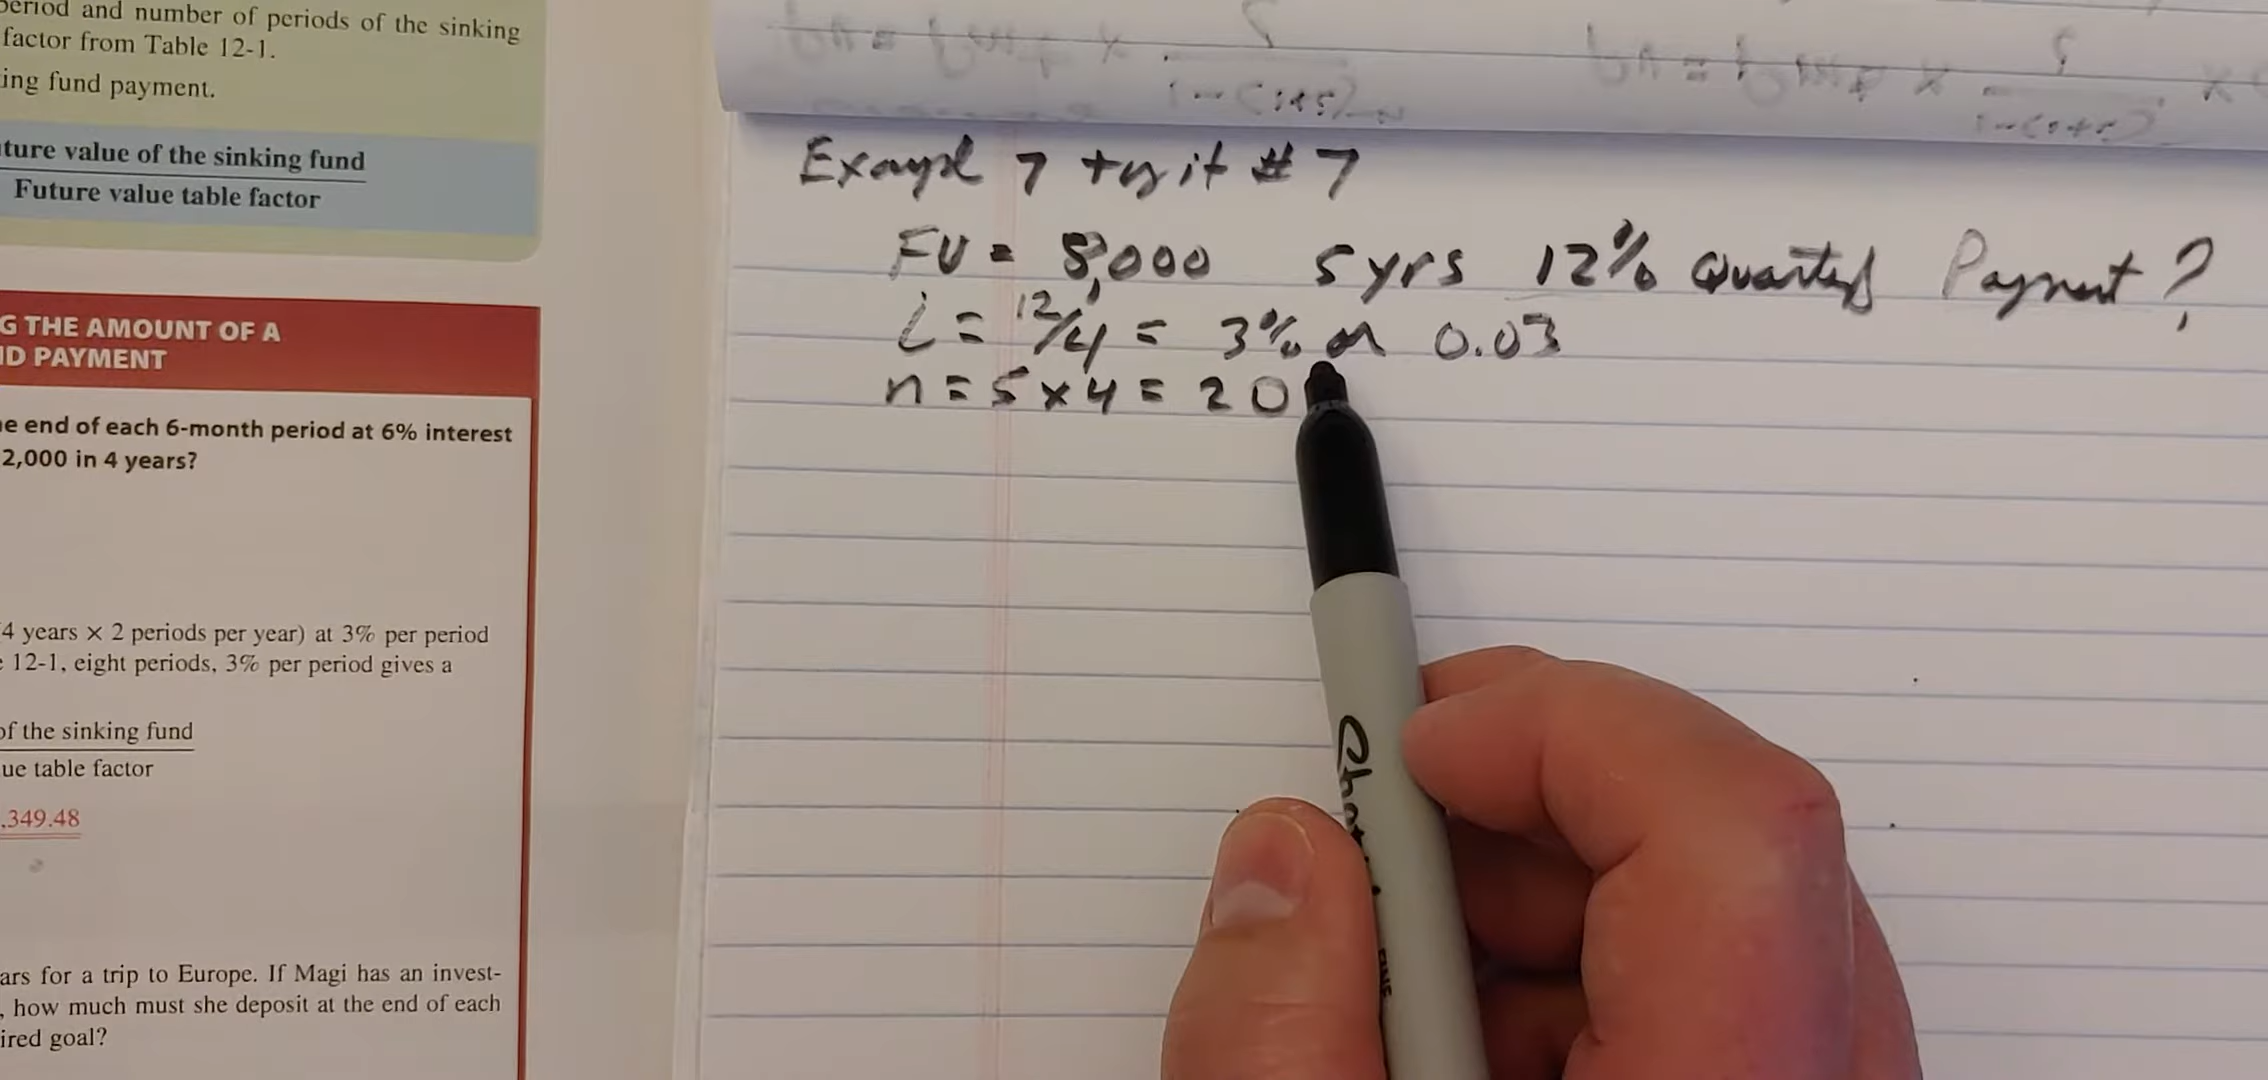 period and number of periods of the sinking
factor from Table 12-1.
ing fund payment.
ture value of the sinking fund
Future value table factor
G THE AMOUNT OF A
ND PAYMENT
e end of each 6-month period at 6% interest
2,000 in 4 years?
4 years × 2 periods per year) at 3% per period
12-1, eight periods, 3% per period gives a
of the sinking fund
ue table factor
,349.48
ars for a trip to Europe. If Magi has an invest-
, how much must she deposit at the end of each
ired goal?
Exampl 7 try it # 7
FV = 8,000 5 yrs 12% Quarterly Payment ?
i = 12/4 = 3% or 0.03
n = 5 × 4 = 20